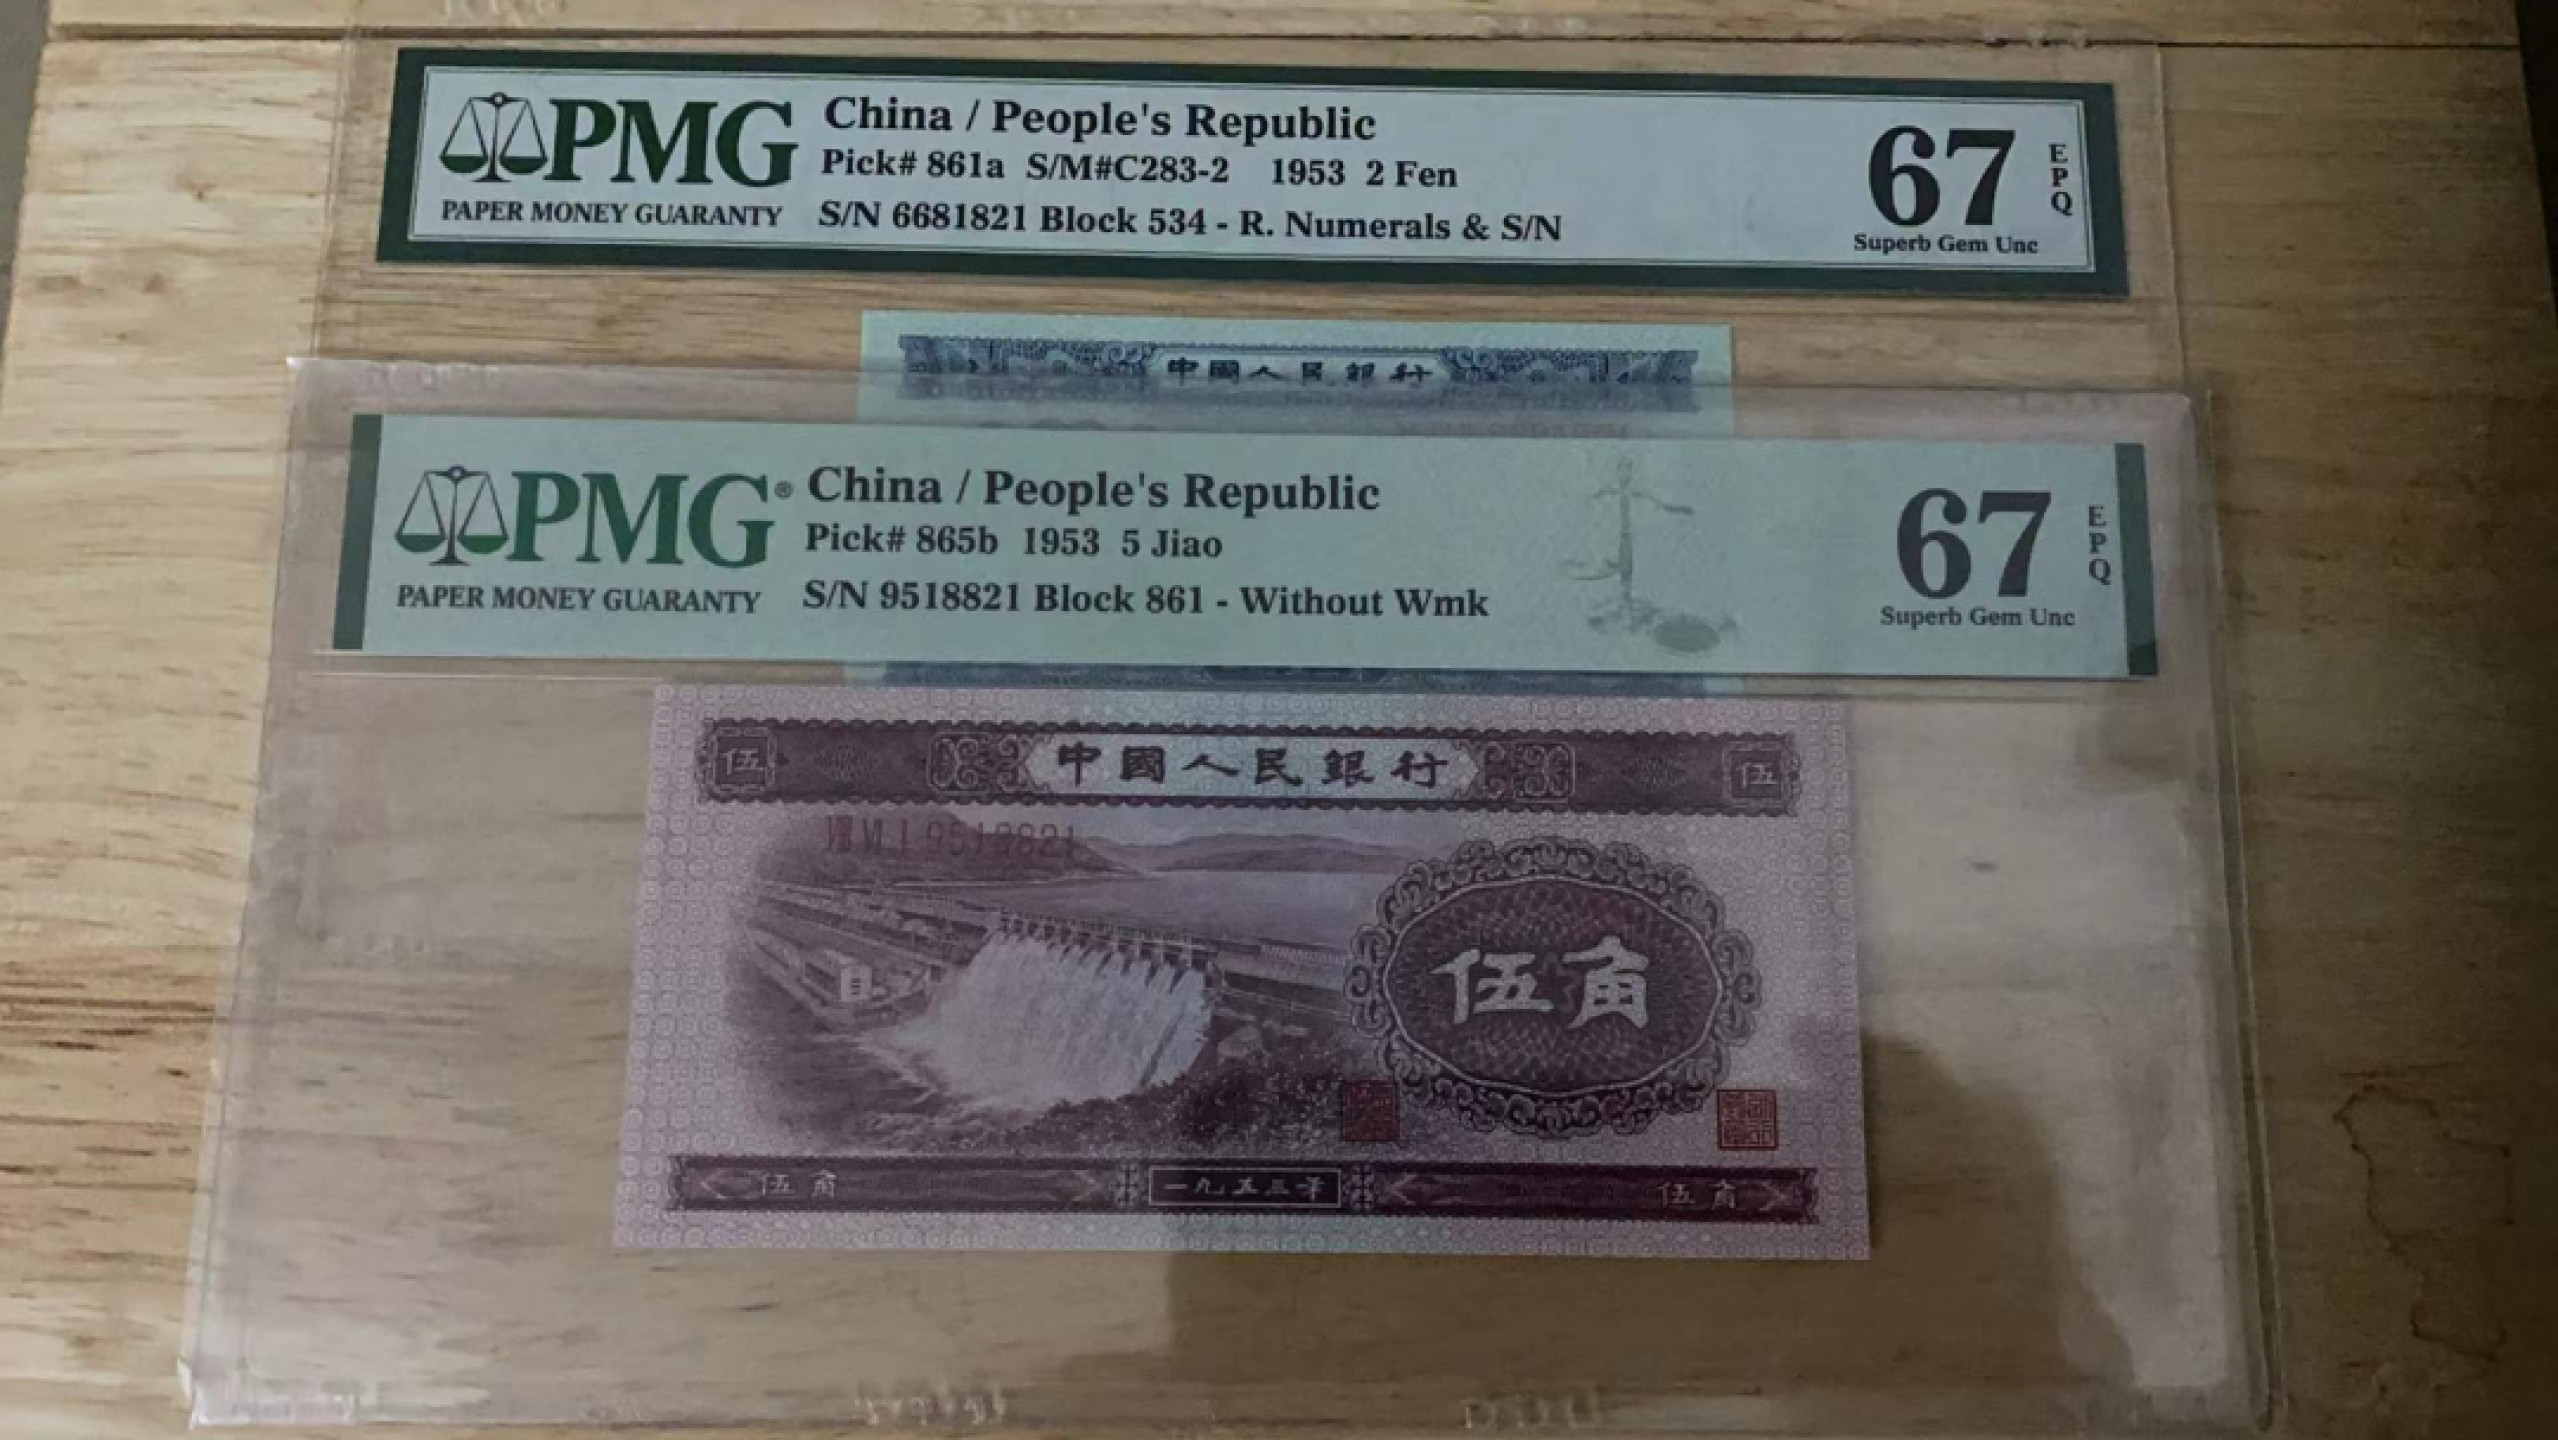 PMG
PAPER MONEY GUARANTY
China / People's Republic
Pick# 861a S/M#C283-2 1953 2 Fen
S/N 6681821 Block 534 - R. Numerals & S/N
67
EPQ
Superb Gem Unc
中國人民銀行
PMG®
PAPER MONEY GUARANTY
China / People's Republic
Pick# 865b 1953 5 Jiao
S/N 9518821 Block 861 - Without Wmk
67
EPQ
Superb Gem Unc
伍 中國人民銀行 伍
伍角
伍角 一九五三年 伍角